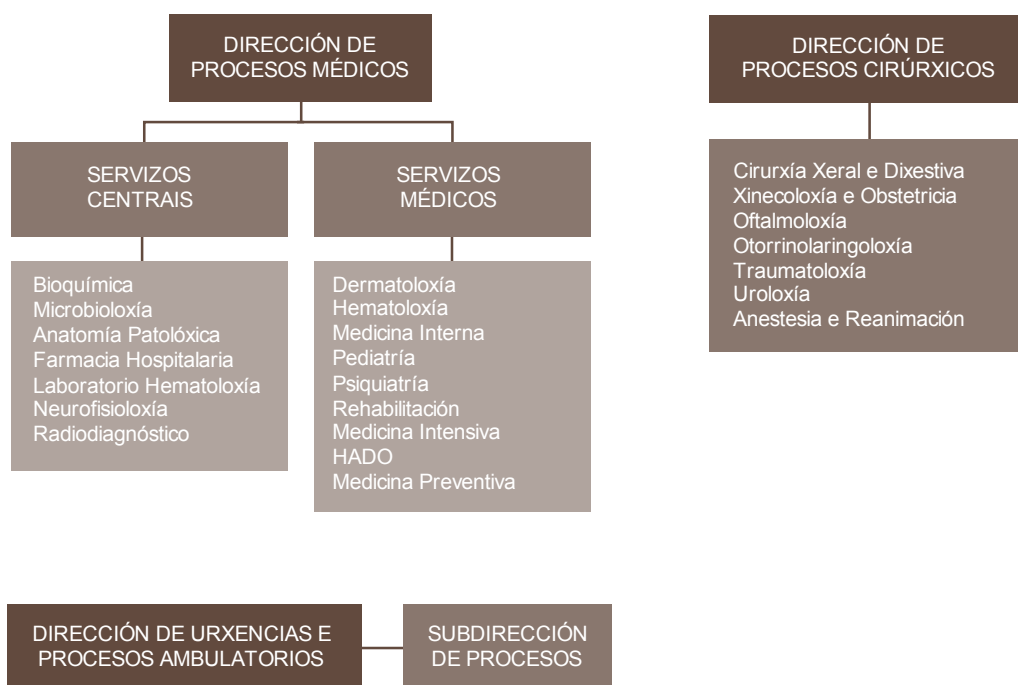 DIRECCIÓN DE
PROCESOS MÉDICOS
SERVIZOS
CENTRAIS
Bioquímica
Microbioloxía
Anatomía Patolóxica
Farmacia Hospitalaria
Laboratorio Hematoloxía
Neurofisioloxía
Radiodiagnóstico
SERVIZOS
MÉDICOS
Dermatoloxía
Hematoloxía
Medicina Interna
Pediatría
Psiquiatría
Rehabilitación
Medicina Intensiva
HADO
Medicina Preventiva
DIRECCIÓN DE
PROCESOS CIRÚRXICOS
Cirurxía Xeral e Dixestiva
Xinecoloxía e Obstetricia
Oftalmoloxía
Otorrinolaringoloxía
Traumatoloxía
Uroloxía
Anestesia e Reanimación
DIRECCIÓN DE URXENCIAS E
PROCESOS AMBULATORIOS
SUBDIRECCIÓN
DE PROCESOS